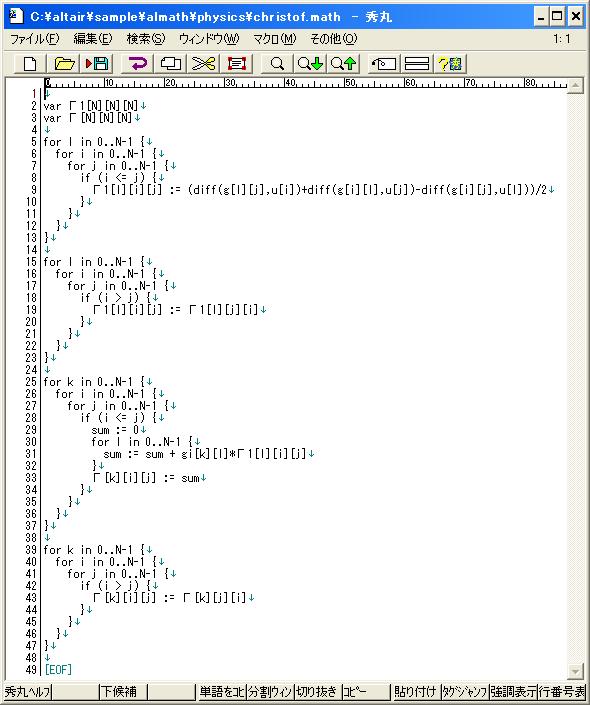 C:¥altair¥sample¥almath¥physics¥christof.math - 秀丸
ファイル(F) 編集(E) 検索(S) ウィンドウ(W) マクロ(M) その他(O) 1: 1
0 10 20 30 40 50 60 70 80
1 ↓
2 var Γ1[N][N][N]↓
3 var Γ[N][N][N]↓
4 ↓
5 for l in 0..N-1 {↓
6   for i in 0..N-1 {↓
7     for j in 0..N-1 {↓
8       if (i <= j) {↓
9         Γ1[l][i][j] := (diff(g[l][j],u[i])+diff(g[i][l],u[j])-diff(g[i][j],u[l]))/2↓
10       }↓
11     }↓
12   }↓
13 }↓
14 ↓
15 for l in 0..N-1 {↓
16   for i in 0..N-1 {↓
17     for j in 0..N-1 {↓
18       if (i > j) {↓
19         Γ1[l][i][j] := Γ1[l][j][i]↓
20       }↓
21     }↓
22   }↓
23 }↓
24 ↓
25 for k in 0..N-1 {↓
26   for i in 0..N-1 {↓
27     for j in 0..N-1 {↓
28       if (i <= j) {↓
29         sum := 0↓
30         for l in 0..N-1 {↓
31           sum := sum + gi[k][l]*Γ1[l][i][j]↓
32         }↓
33         Γ[k][i][j] := sum↓
34       }↓
35     }↓
36   }↓
37 }↓
38 ↓
39 for k in 0..N-1 {↓
40   for i in 0..N-1 {↓
41     for j in 0..N-1 {↓
42       if (i > j) {↓
43         Γ[k][i][j] := Γ[k][j][i]↓
44       }↓
45     }↓
46   }↓
47 }↓
48 ↓
49 [EOF]
秀丸ヘルプ 下候補 単語をコピ 分割ウィン 切り抜き コピー 貼り付け タグジャンプ 強調表示 行番号表